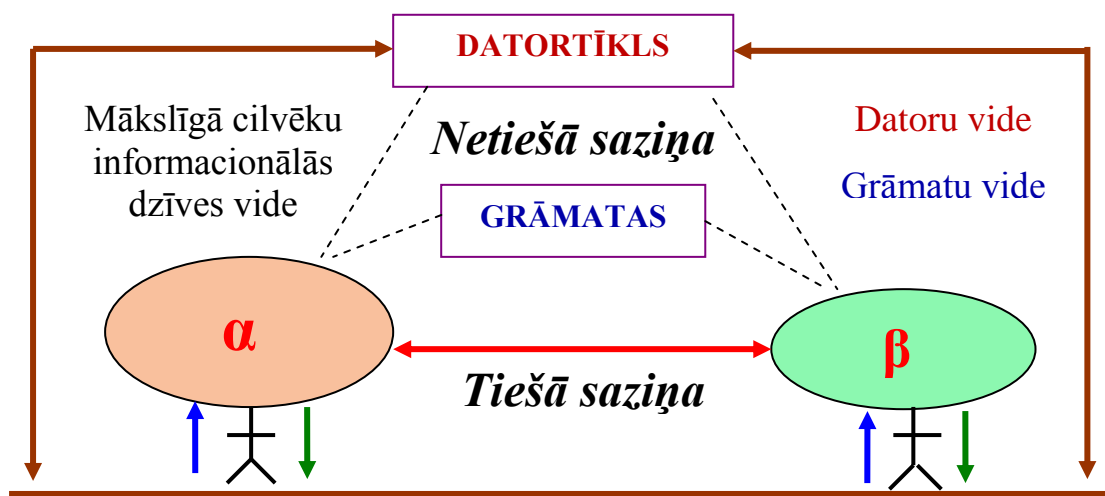 DATORTĪKLS
Mākslīgā cilvēku
informacionālās
dzīves vide
Netiešā saziņa
Datoru vide
Grāmatu vide
GRĀMATAS
α
β
Tiešā saziņa